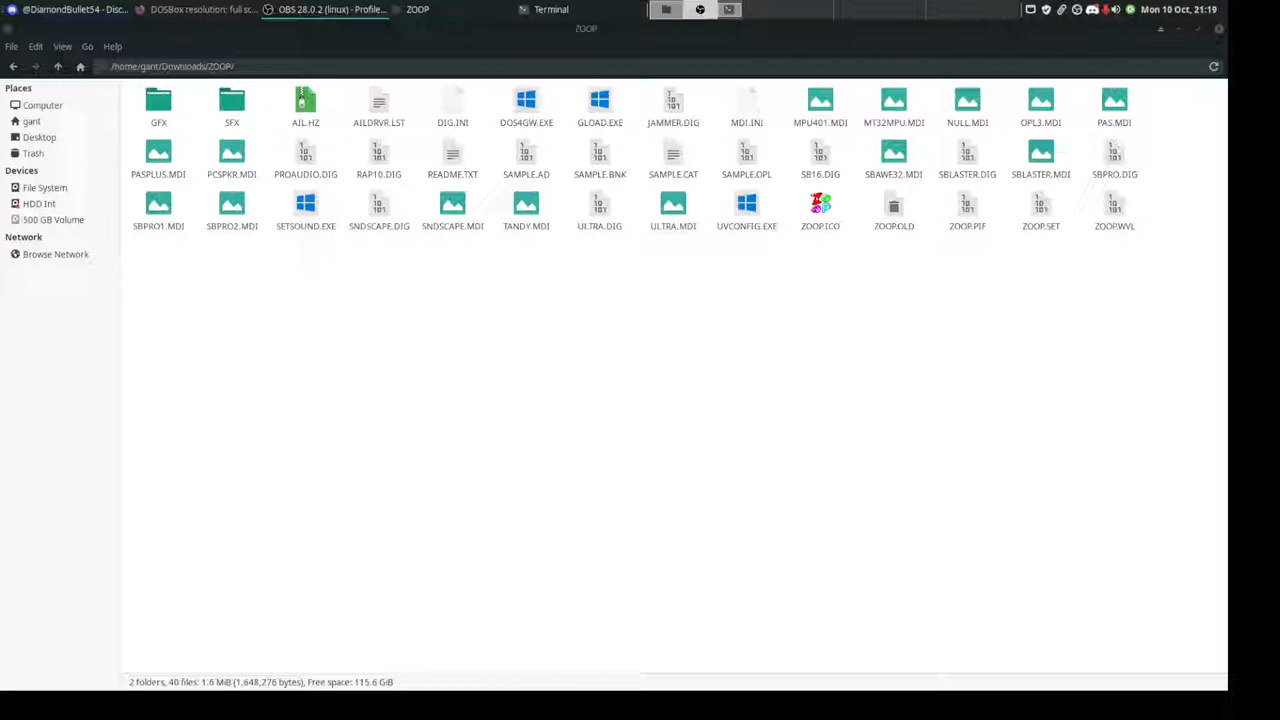 @DiamondBullet54 - Disc... DOSBox resolution: full sc... OBS 28.0.2 (linux) - Profile... ZOOP Terminal Mon 10 Oct, 21:19
ZOOP
File Edit View Go Help
/home/gant/Downloads/ZOOP/
Places
Computer
gant
Desktop
Trash
Devices
File System
HDD Int
500 GB Volume
Network
Browse Network
GFX SFX AIL.HZ AILDRVR.LST DIG.INI DOS4GW.EXE GLOAD.EXE JAMMER.DIG MDI.INI MPU401.MDI MT32MPU.MDI NULL.MDI OPL3.MDI PAS.MDI
PASPLUS.MDI PCSPKR.MDI PROAUDIO.DIG RAP10.DIG README.TXT SAMPLE.AD SAMPLE.BNK SAMPLE.CAT SAMPLE.OPL SB16.DIG SBAWE32.MDI SBLASTER.DIG SBLASTER.MDI SBPRO.DIG
SBPRO1.MDI SBPRO2.MDI SETSOUND.EXE SNDSCAPE.DIG SNDSCAPE.MDI TANDY.MDI ULTRA.DIG ULTRA.MDI UVCONFIG.EXE ZOOP.ICO ZOOP.OLD ZOOP.PIF ZOOP.SET ZOOP.WVL
2 folders, 40 files: 1.6 MiB (1,648,276 bytes), Free space: 115.6 GiB